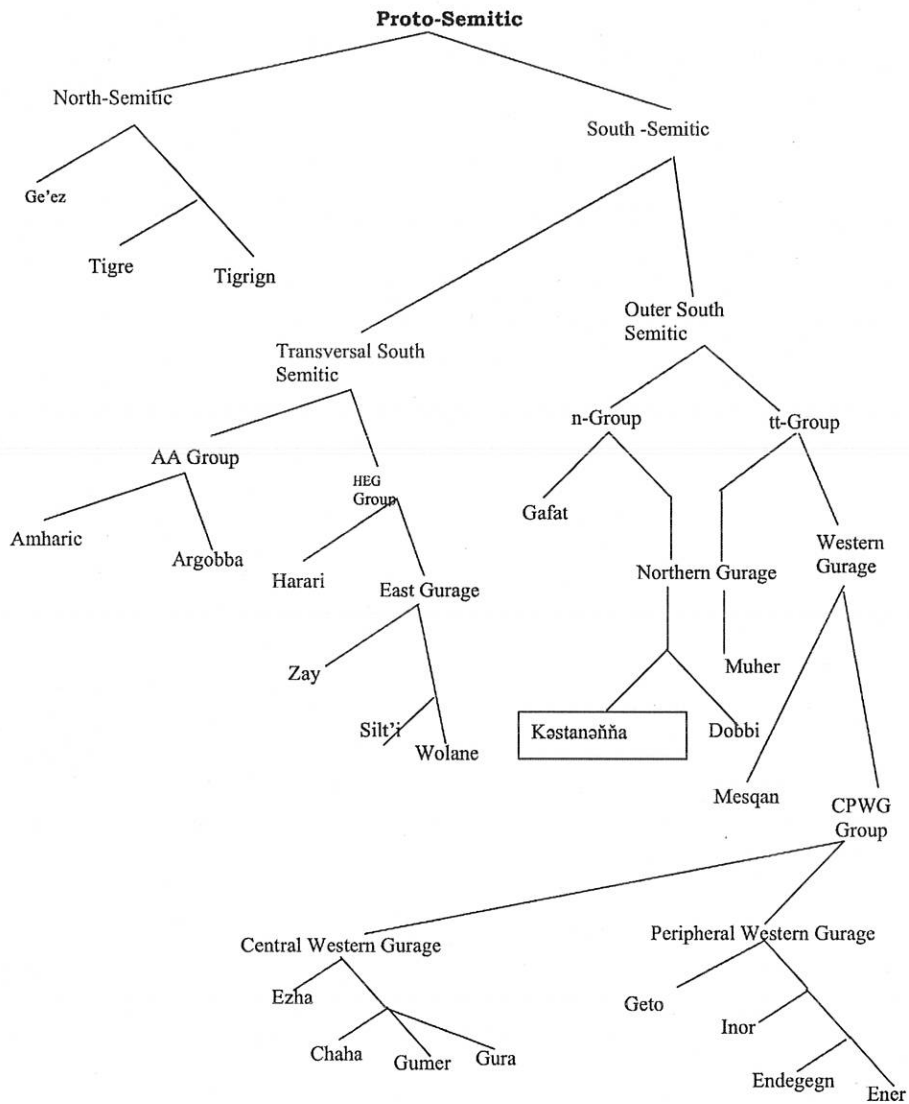 Proto-Semitic
North-Semitic
South -Semitic
Ge'ez
Tigre
Tigrign
Outer South
Semitic
Transversal South
Semitic
n-Group
tt-Group
AA Group
HEG
Group
Gafat
Amharic
Argobba
Harari
Western
Gurage
East Gurage
Northern Gurage
Zay
Muher
Silt'i
Wolane
Kǝstanǝňňa
Dobbi
Mesqan
CPWG
Group
Central Western Gurage
Peripheral Western Gurage
Ezha
Geto
Inor
Chaha
Gumer
Gura
Endegegn
Ener